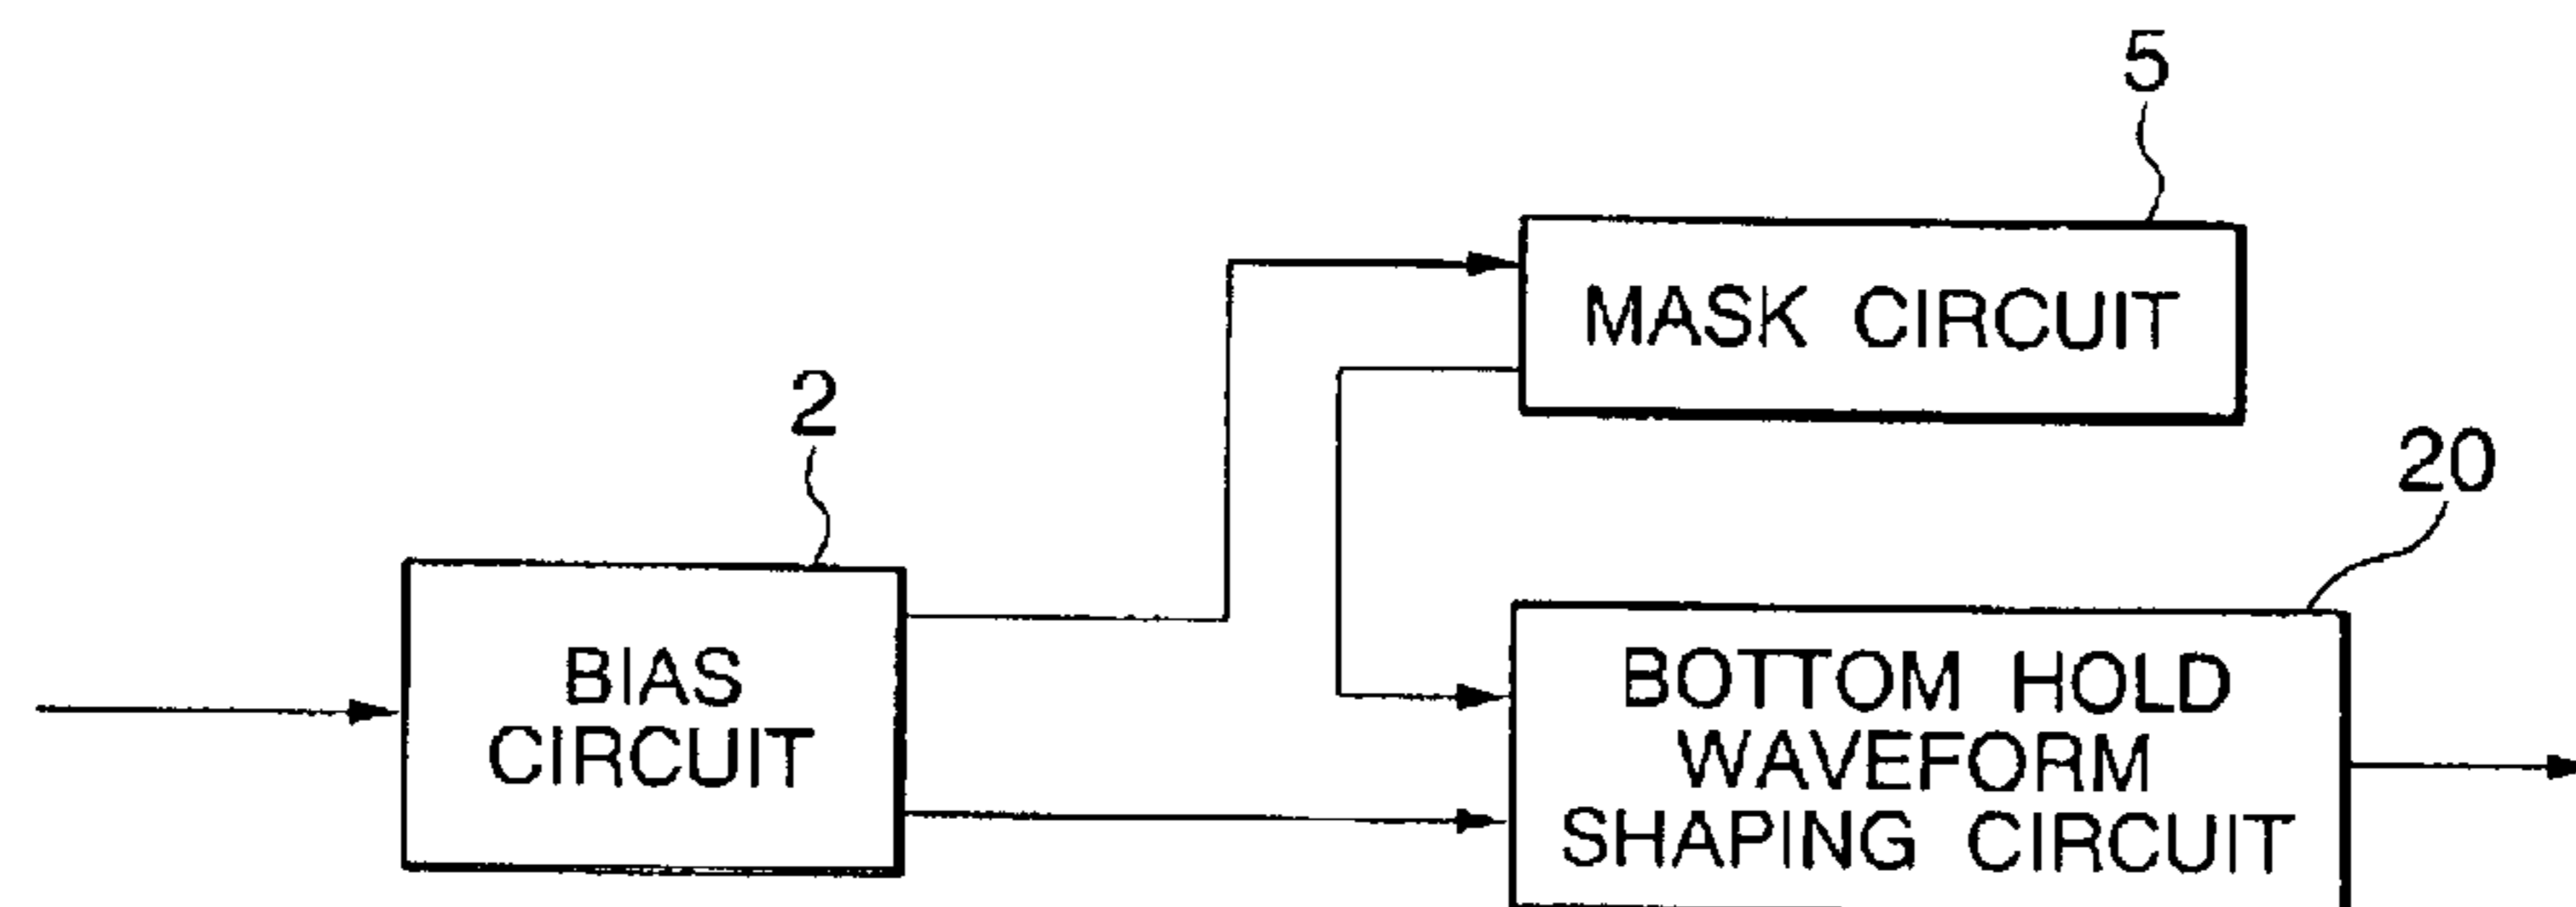 5
MASK CIRCUIT
2
20
BIAS
CIRCUIT
BOTTOM HOLD
WAVEFORM
SHAPING CIRCUIT